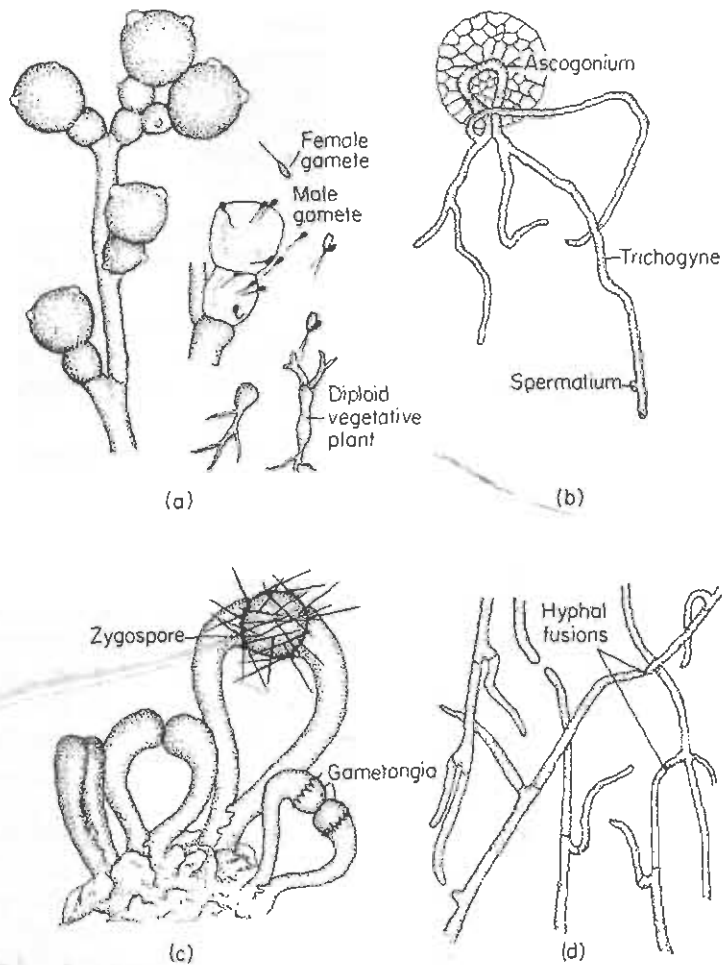 Female
gamete
Male
gamete
Diploid
vegetative
plant
(a)
Ascogonium
Trichogyne
Spermatium
(b)
Zygospore
Gametangia
(c)
Hyphal
fusions
(d)